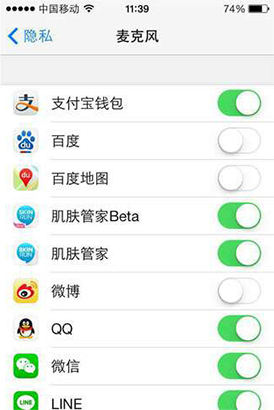 中国移动 11:39 74%
隐私 麦克风
支付宝钱包
du 百度
du 百度地图
SKIN RUN 肌肤管家Beta
SKIN RUN 肌肤管家
微博
QQ
微信
LINE LINE